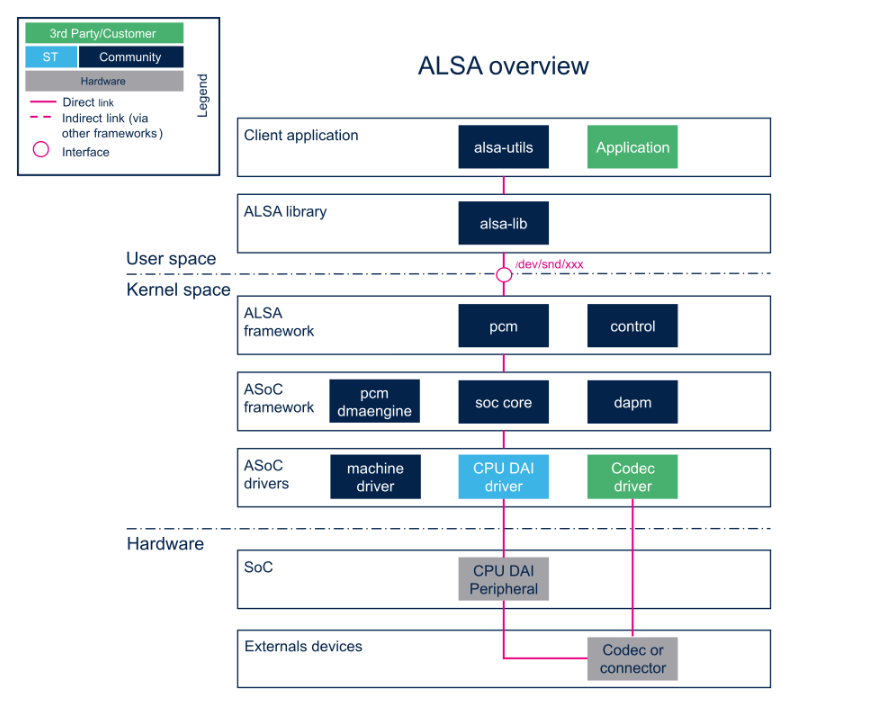 3rd Party/Customer
ST
Community
Hardware
Direct link
Indirect link (via
other frameworks)
Interface
Legend
ALSA overview
Client application
alsa-utils
Application
ALSA library
alsa-lib
User space
/dev/snd/xxx
Kernel space
ALSA
framework
pcm
control
ASoC
framework
pcm
dmaengine
soc core
dapm
ASoC
drivers
machine
driver
CPU DAI
driver
Codec
driver
Hardware
SoC
CPU DAI
Peripheral
Externals devices
Codec or
connector